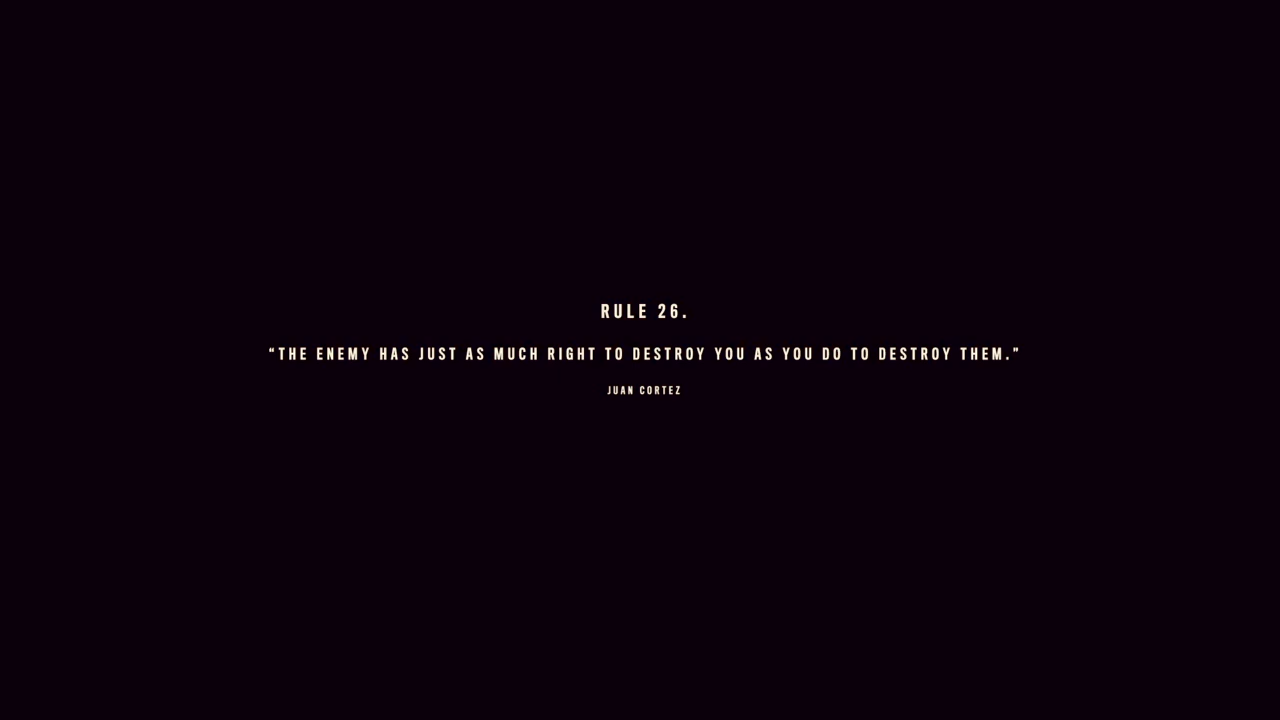 RULE 26.
“THE ENEMY HAS JUST AS MUCH RIGHT TO DESTROY YOU AS YOU DO TO DESTROY THEM.”
JUAN CORTEZ